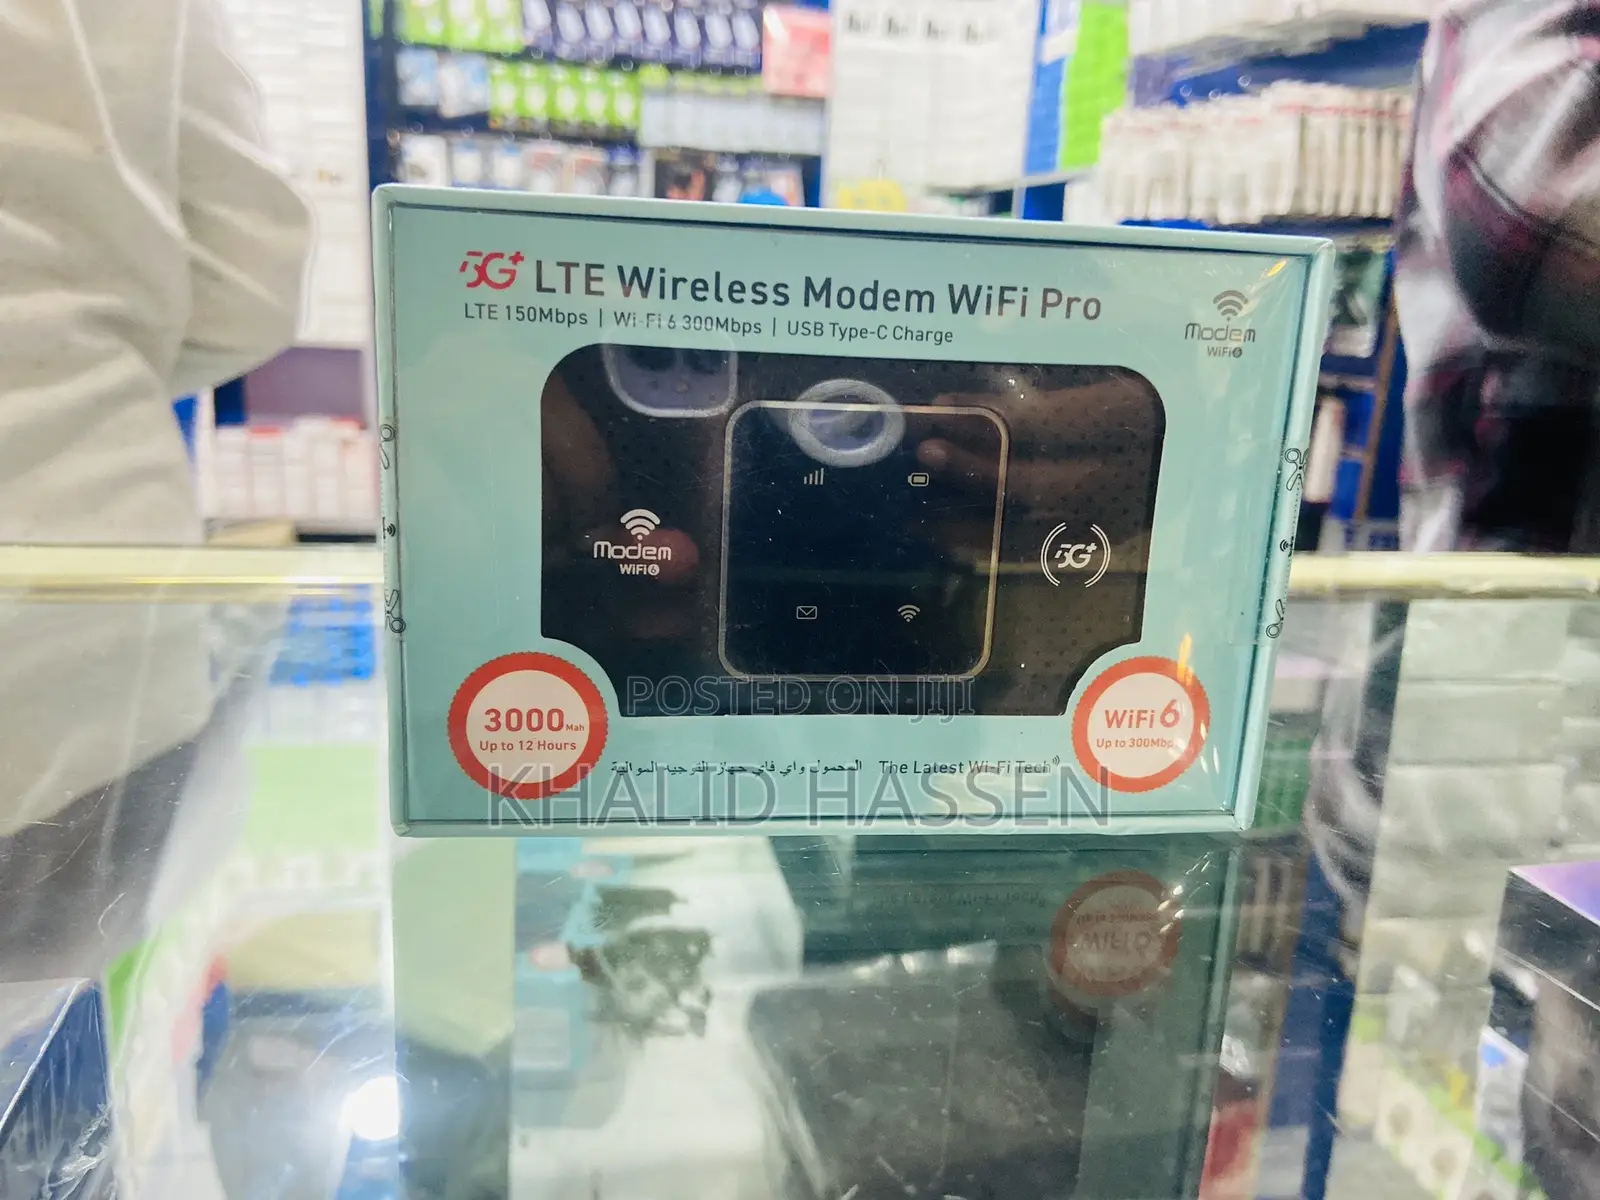 5G+ LTE Wireless Modem WiFi Pro
LTE 150Mbps | Wi-Fi 6 300Mbps | USB Type-C Charge
Modem
WiFi6
Modem
WiFi6
5G+
POSTED ON JIJI
3000Mah
Up to 12 Hours
WiFi 6
Up to 300Mbps
المحمول واي فاي جهاز التوجيه الموالية The Latest Wi-Fi Tech
KHALID HASSEN